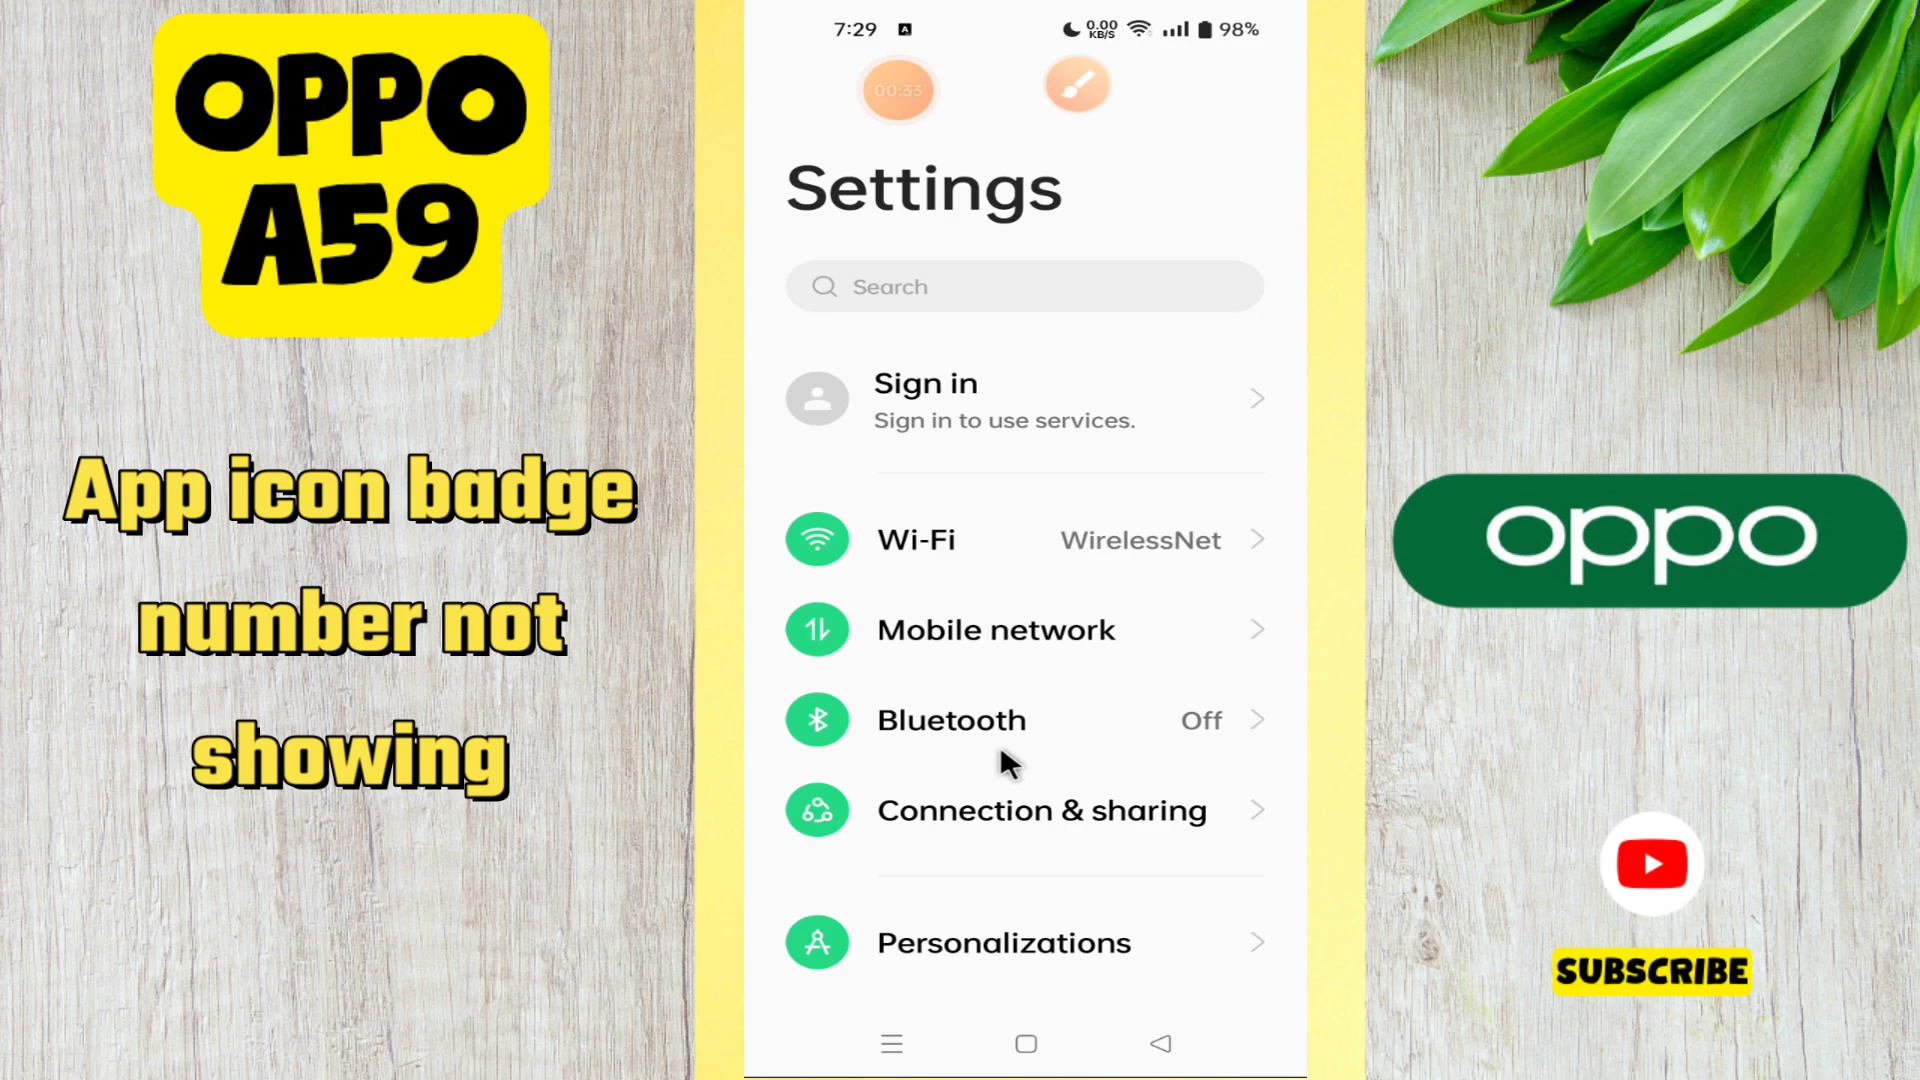 OPPO
A59
App icon badge
number not
showing
7:29 A 0.00 KB/S 98%
00:33
Settings
Search
Sign in
Sign in to use services.
Wi-Fi WirelessNet
Mobile network
Bluetooth Off
Connection & sharing
Personalizations
oppo
SUBSCRIBE